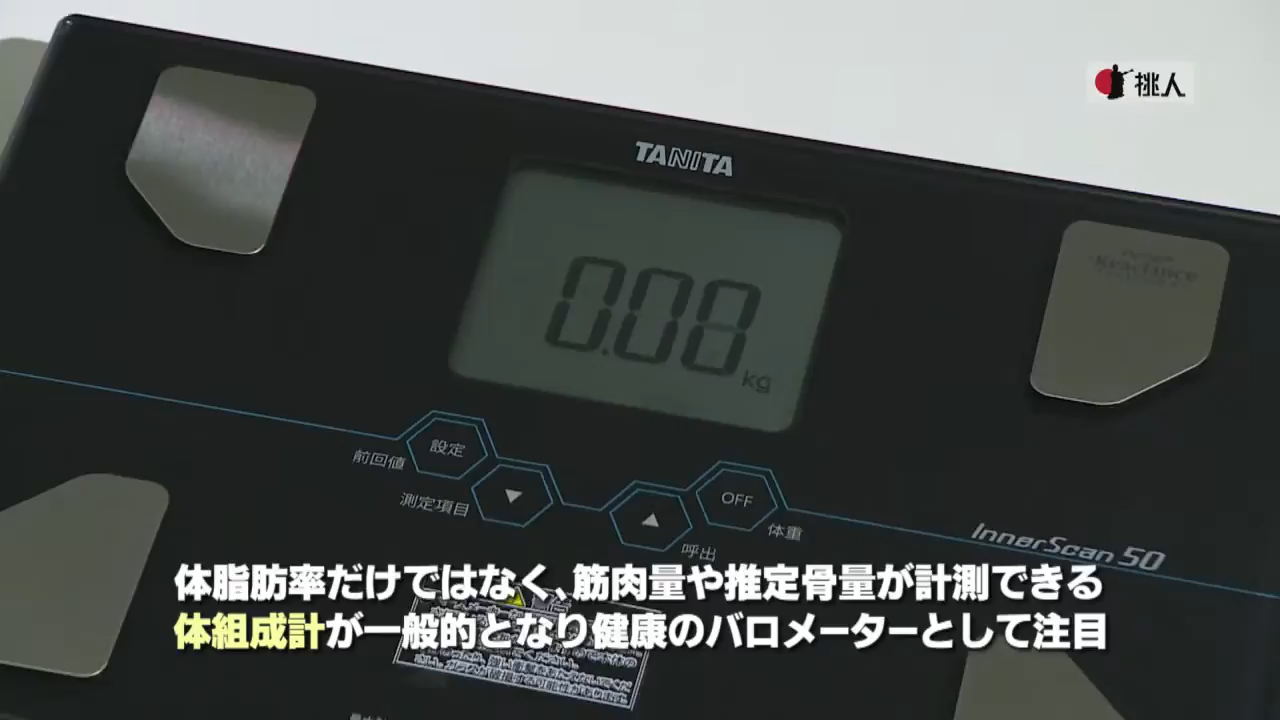 挑人
TANITA
0.08
kg
設定
前回値
測定項目
▼
▲
OFF
体重
呼出
InnerScan 50
体脂肪率だけではなく、筋肉量や推定骨量が計測できる
体組成計が一般的となり健康のバロメーターとして注目